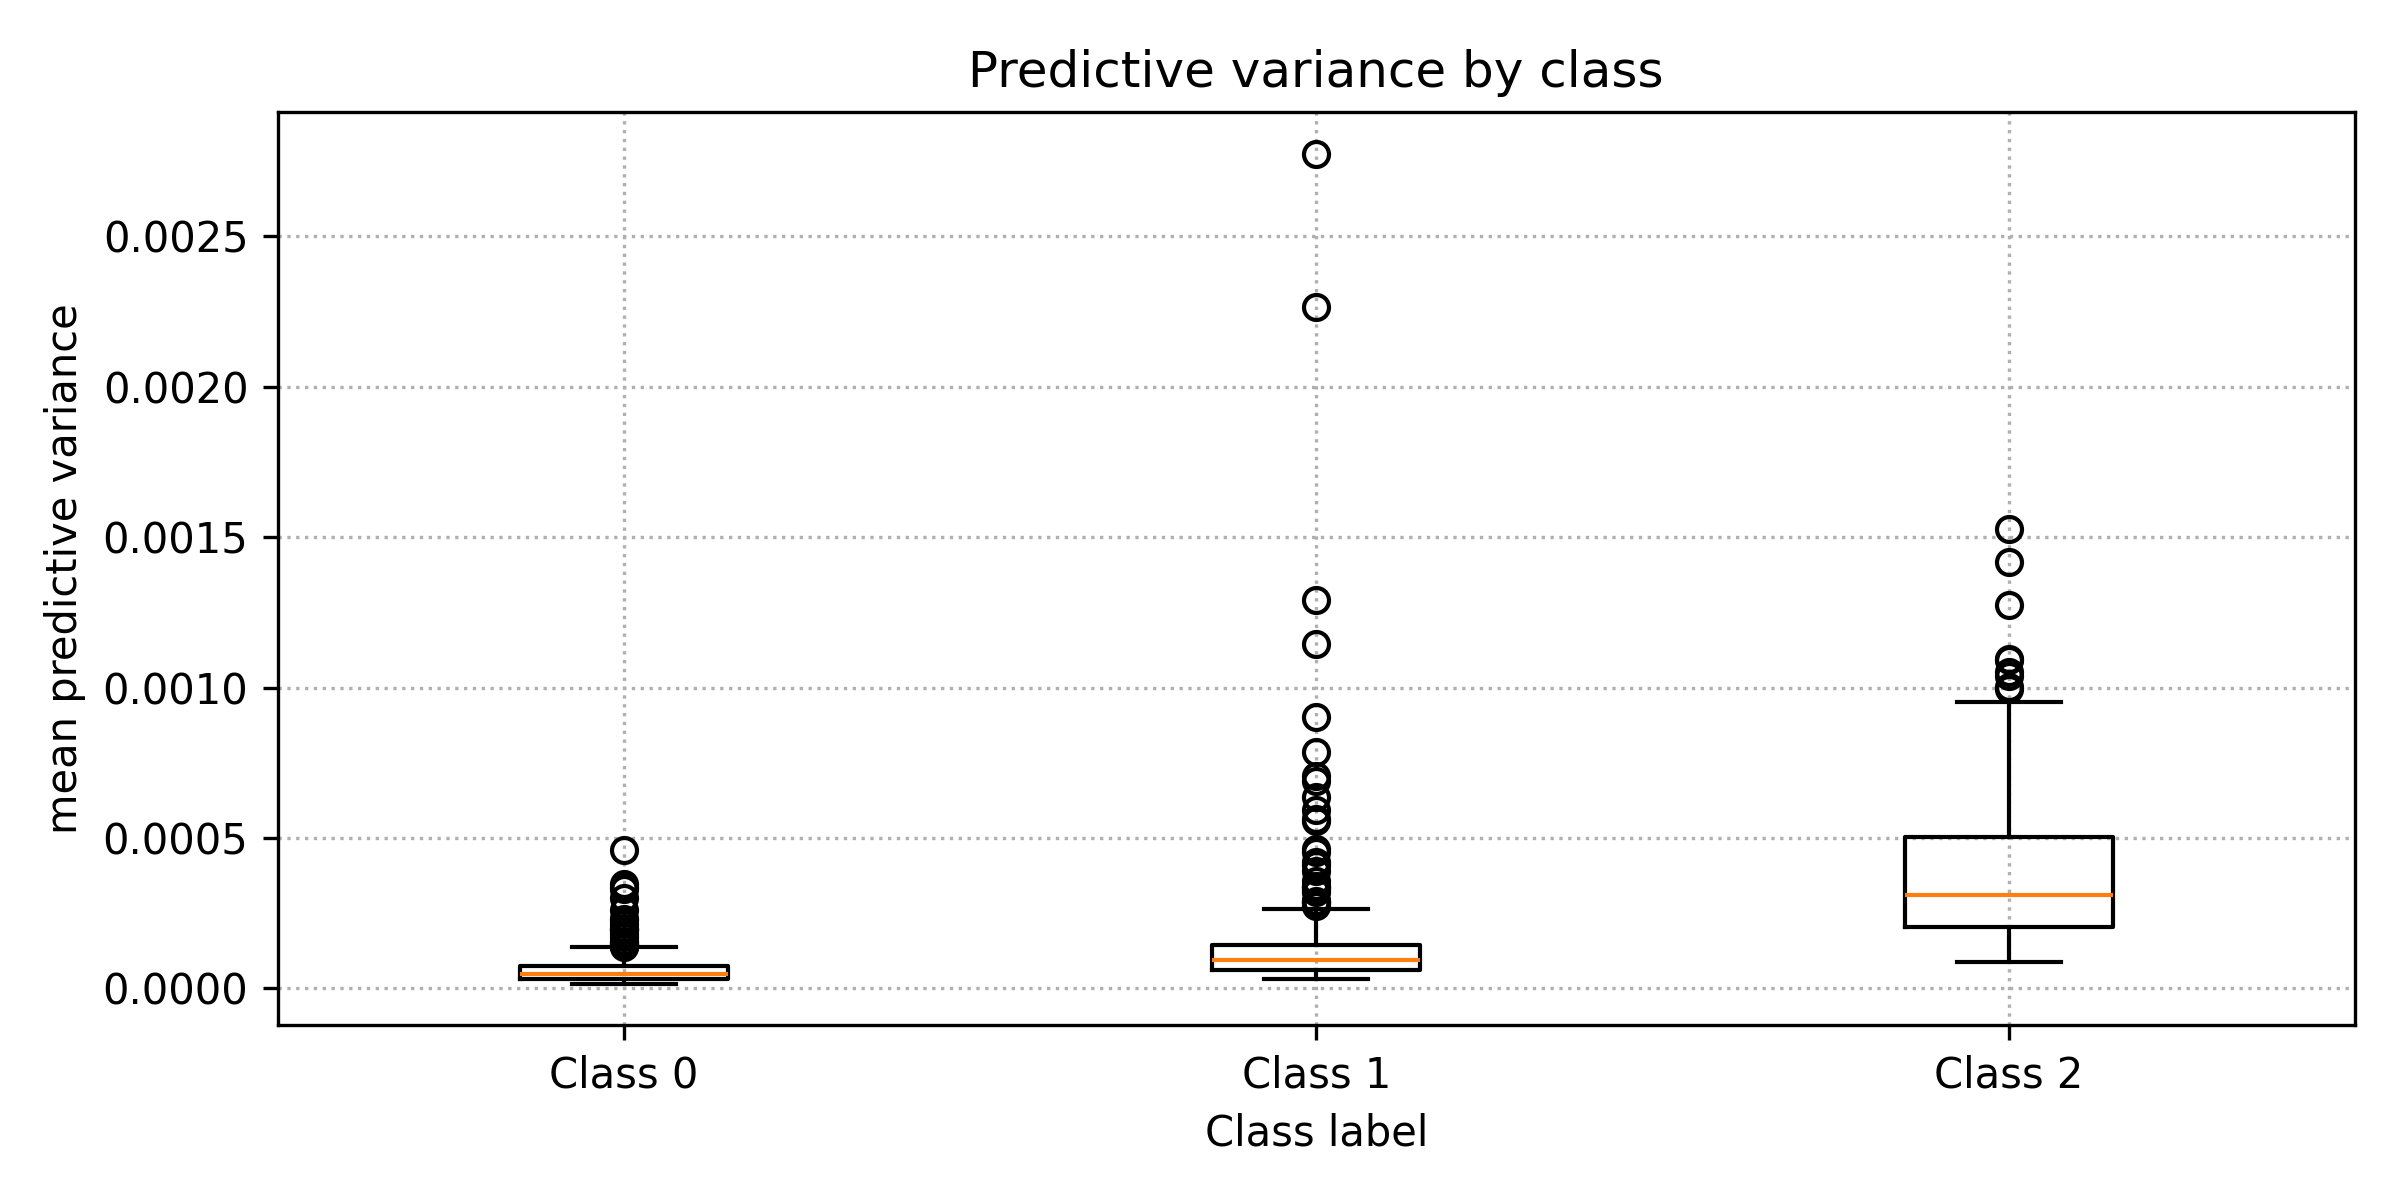 Predictive variance by class
mean predictive variance
0.0025
0.0020
0.0015
0.0010
0.0005
0.0000
Class 0
Class 1
Class 2
Class label